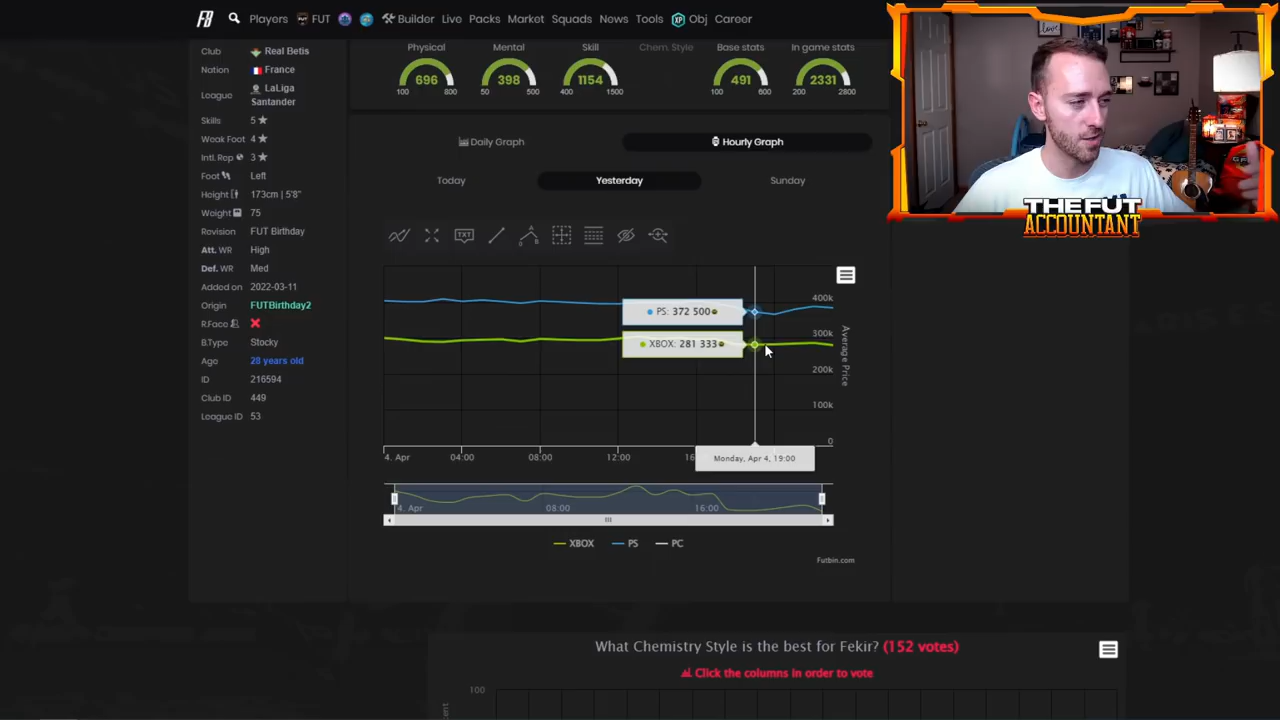 FB Players FUT Builder Live Packs Market Squads News Tools XP Obj Career
Club Real Betis
Nation France
League LaLiga
Santander
Skills 5
Weak Foot 4
Intl. Rep 3
Foot Left
Height 173cm | 5'8"
Weight 75
Revision FUT Birthday
Att. WR High
Def. WR Med
Added on 2022-03-11
Origin FUTBirthday2
R.Face
B.Type Stocky
Age 28 years old
ID 216594
Club ID 449
League ID 53
Physical Mental Skill Chem. Style Base stats In game stats
696 398 1154 491 2331
100 800 50 500 400 1500 100 600 200 2800
Daily Graph Hourly Graph
Today Yesterday Sunday
TXT
PS: 372 500
XBOX: 281 333
400k
300k
200k
100k
0
Average Price
4. Apr 04:00 08:00 12:00 16
Monday, Apr 4, 19:00
4. Apr 08:00 16:00
XBOX PS PC
Futbin.com
What Chemistry Style is the best for Fekir? (152 votes)
Click the columns in order to vote
100
THE FUT
ACCOUNTANT